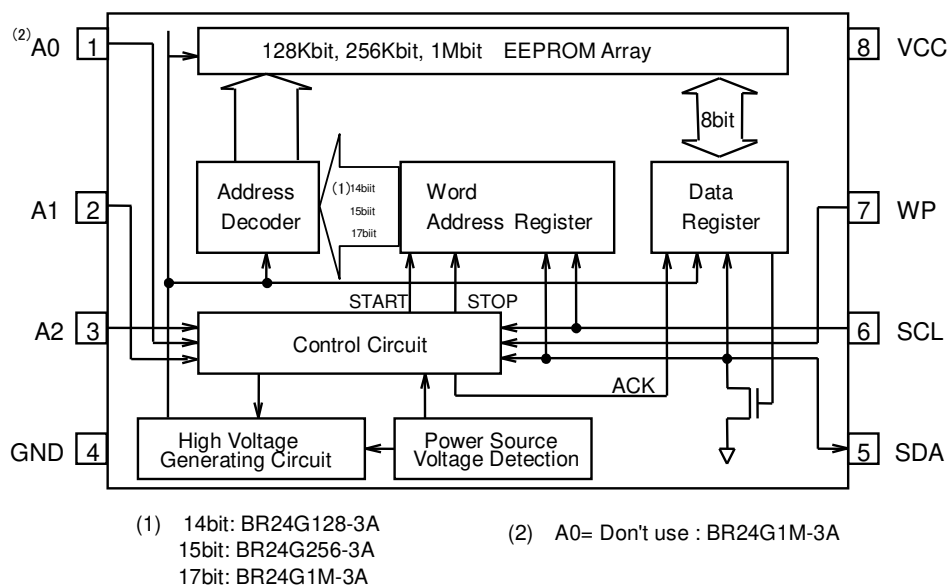 (2)A0 1
128Kbit, 256Kbit, 1Mbit EEPROM Array
8 VCC
8bit
A1 2
Address
Decoder
(1)14biit
15biit
17biit
Word
Address Register
Data
Register
7 WP
START STOP
A2 3
Control Circuit
6 SCL
ACK
GND 4
High Voltage
Generating Circuit
Power Source
Voltage Detection
5 SDA
(1) 14bit: BR24G128-3A
15bit: BR24G256-3A
17bit: BR24G1M-3A
(2) A0= Don't use : BR24G1M-3A